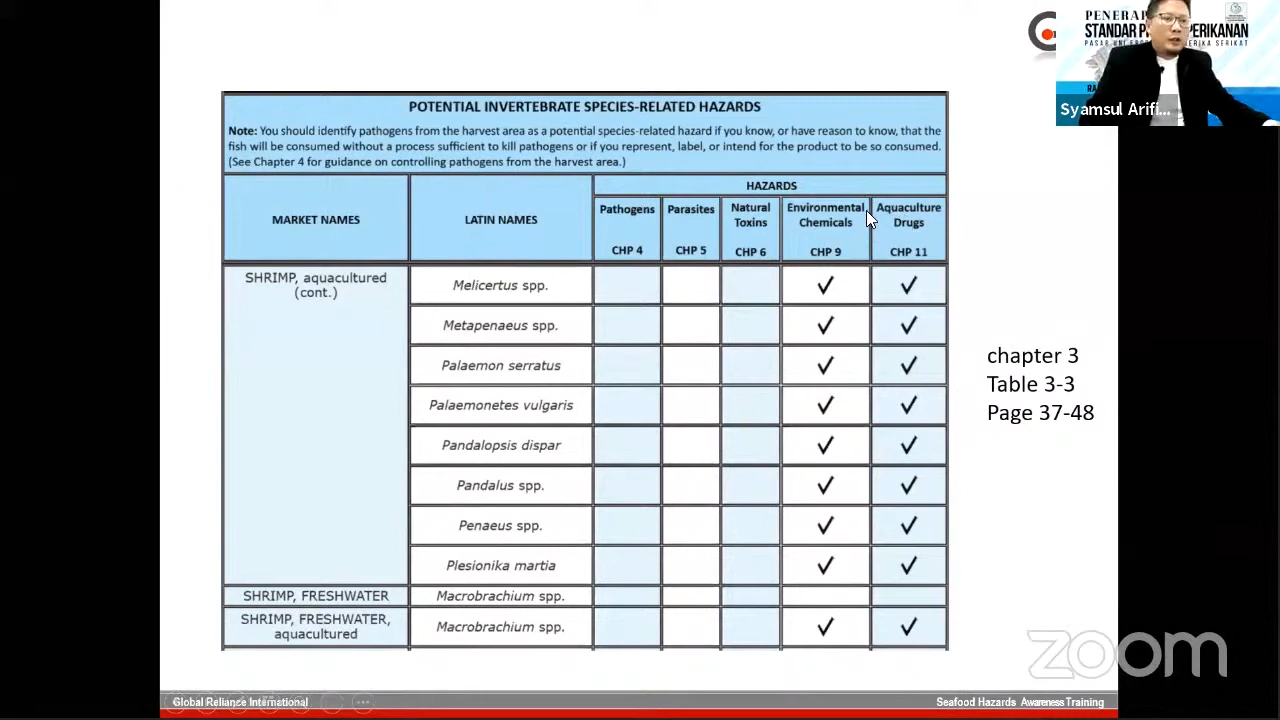 PENERAP
STANDAR P PERIKANAN
PASAR UNI ERIKA SERIKAT
Syamsul Arifi...
POTENTIAL INVERTEBRATE SPECIES-RELATED HAZARDS
Note: You should identify pathogens from the harvest area as a potential species-related hazard if you know, or have reason to know, that the
fish will be consumed without a process sufficient to kill pathogens or if you represent, label, or intend for the product to be so consumed.
(See Chapter 4 for guidance on controlling pathogens from the harvest area.)
MARKET NAMES
LATIN NAMES
HAZARDS
Pathogens
CHP 4
Parasites
CHP 5
Natural
Toxins
CHP 6
Environmental
Chemicals
CHP 9
Aquaculture
Drugs
CHP 11
SHRIMP, aquacultured
(cont.)
Melicertus spp.
✓ ✓
Metapenaeus spp.
✓ ✓
Palaemon serratus
✓ ✓
Palaemonetes vulgaris
✓ ✓
Pandalopsis dispar
✓ ✓
Pandalus spp.
✓ ✓
Penaeus spp.
✓ ✓
Plesionika martia
✓ ✓
SHRIMP, FRESHWATER
Macrobrachium spp.
SHRIMP, FRESHWATER,
aquacultured
Macrobrachium spp.
✓ ✓
chapter 3
Table 3-3
Page 37-48
zoom
Global Reliance International
Seafood Hazards Awareness Training